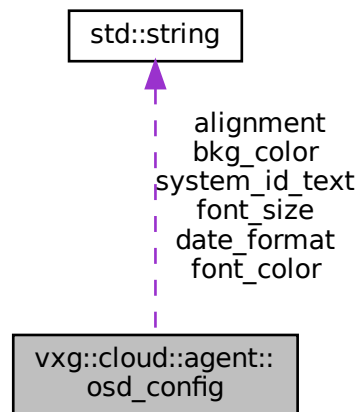 std::string
alignment
bkg_color
system_id_text
font_size
date_format
font_color
vxg::cloud::agent::
osd_config